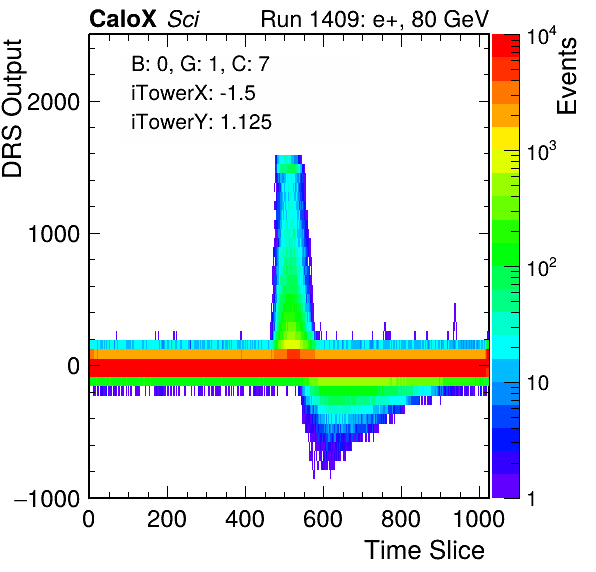 CaloX Sci Run 1409: e+, 80 GeV
B: 0, G: 1, C: 7
iTowerX: -1.5
iTowerY: 1.125
DRS Output
2000
1000
0
−1000
0 200 400 600 800 1000
Time Slice
Events
10^4
10^3
10^2
10
1